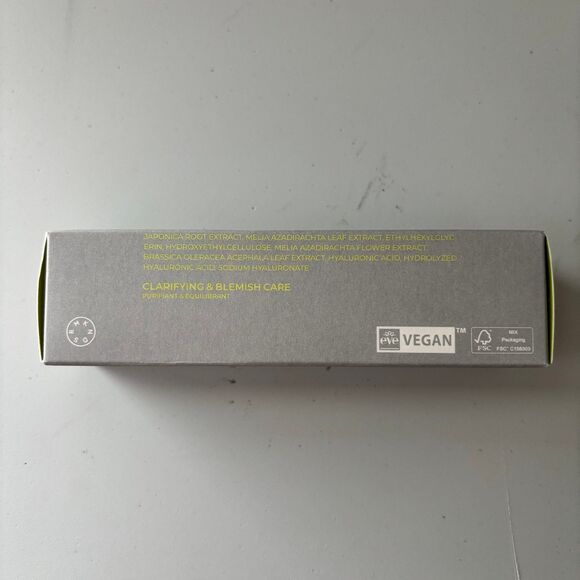 JAPONICA ROOT EXTRACT, MELIA AZADIRACHTA LEAF EXTRACT, ETHYLHEXYLGLYC
ERIN, HYDROXYETHYLCELLULOSE, MELIA AZADIRACHTA FLOWER EXTRACT,
BRASSICA OLERACEA ACEPHALA LEAF EXTRACT, HYALURONIC ACID, HYDROLYZED
HYALURONIC ACID, SODIUM HYALURONATE
CLARIFYING & BLEMISH CARE
PURIFIANT & EQUILIBRANT
eve VEGAN™
FSC
MIX
Packaging
FSC® C158903